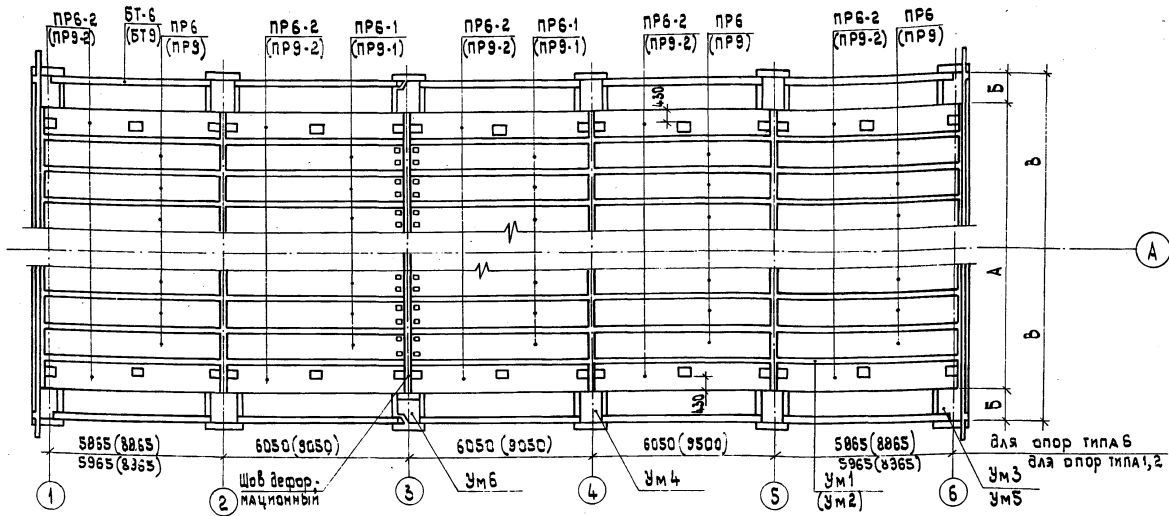 ПР6-2
(ПР9-2)
БТ-6
(БТ9)
ПР6
(ПР9)
ПР6-2
(ПР9-2)
ПР6-1
(ПР9-1)
ПР6-2
(ПР9-2)
ПР6-1
(ПР9-1)
ПР6-2
(ПР9-2)
ПР6
(ПР9)
ПР6-2
(ПР9-2)
ПР6
(ПР9)
430
Б
В
А
А
В
430
Б
5865 (8865)
5965 (8365)
6050 (9050)
6050 (9050)
6050 (9500)
5865 (8865)
5965 (8365)
для опор типа 6
для опор типа 1,2
1
2
Шов дефор-
мационный
3
Ум6
4
Ум4
5
Ум1
(Ум2)
6
Ум3
Ум5